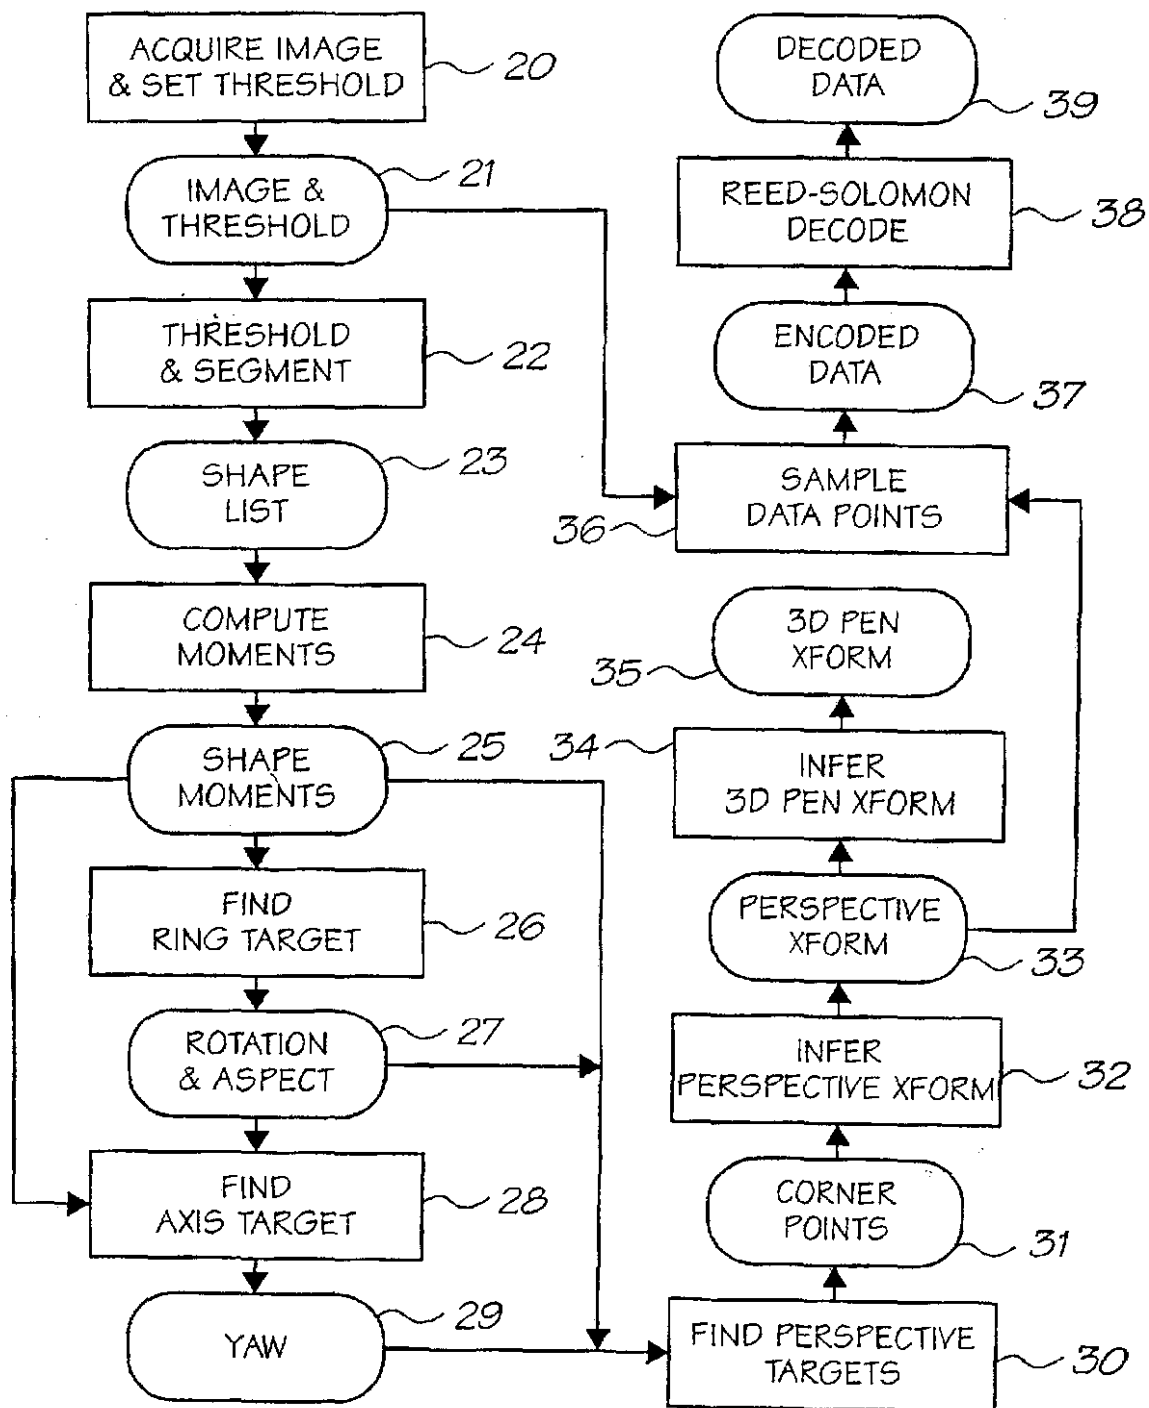 ACQUIRE IMAGE
& SET THRESHOLD
20
IMAGE &
THRESHOLD
21
THRESHOLD
& SEGMENT
22
SHAPE
LIST
23
COMPUTE
MOMENTS
24
SHAPE
MOMENTS
25
FIND
RING TARGET
26
ROTATION
& ASPECT
27
FIND
AXIS TARGET
28
YAW
29
DECODED
DATA
39
REED-SOLOMON
DECODE
38
ENCODED
DATA
37
SAMPLE
DATA POINTS
36
3D PEN
XFORM
35
34
INFER
3D PEN XFORM
PERSPECTIVE
XFORM
33
INFER
PERSPECTIVE XFORM
32
CORNER
POINTS
31
FIND PERSPECTIVE
TARGETS
30